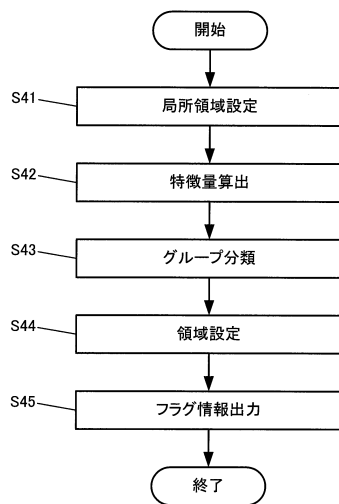 開始
S41
局所領域設定
S42
特徴量算出
S43
グループ分類
S44
領域設定
S45
フラグ情報出力
終了